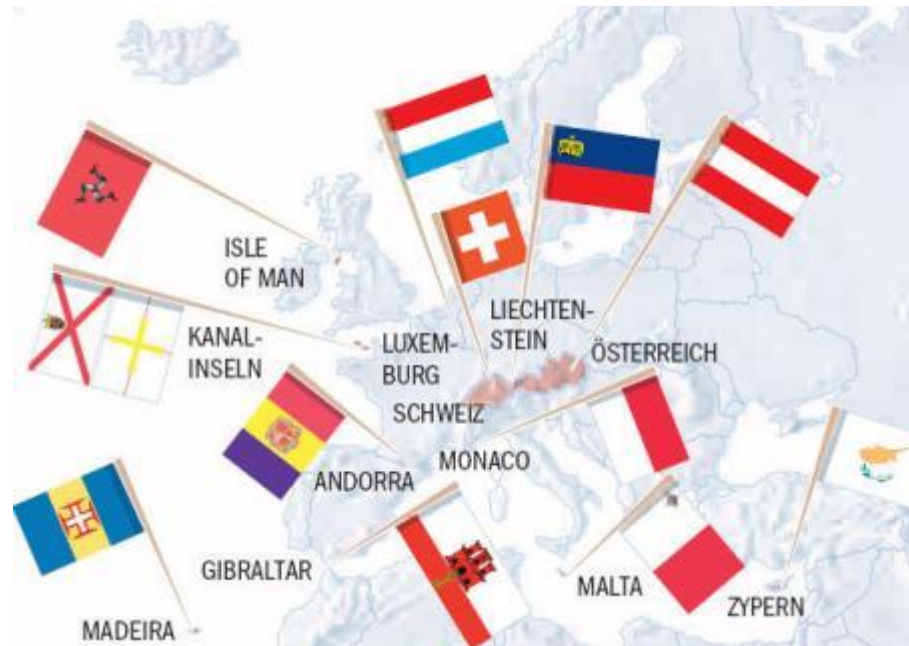 ISLE
OF MAN
KANAL-
INSELN
LUXEM-
BURG
LIECHTEN-
STEIN
ÖSTERREICH
SCHWEIZ
ANDORRA
MONACO
GIBRALTAR
MALTA
ZYPERN
MADEIRA